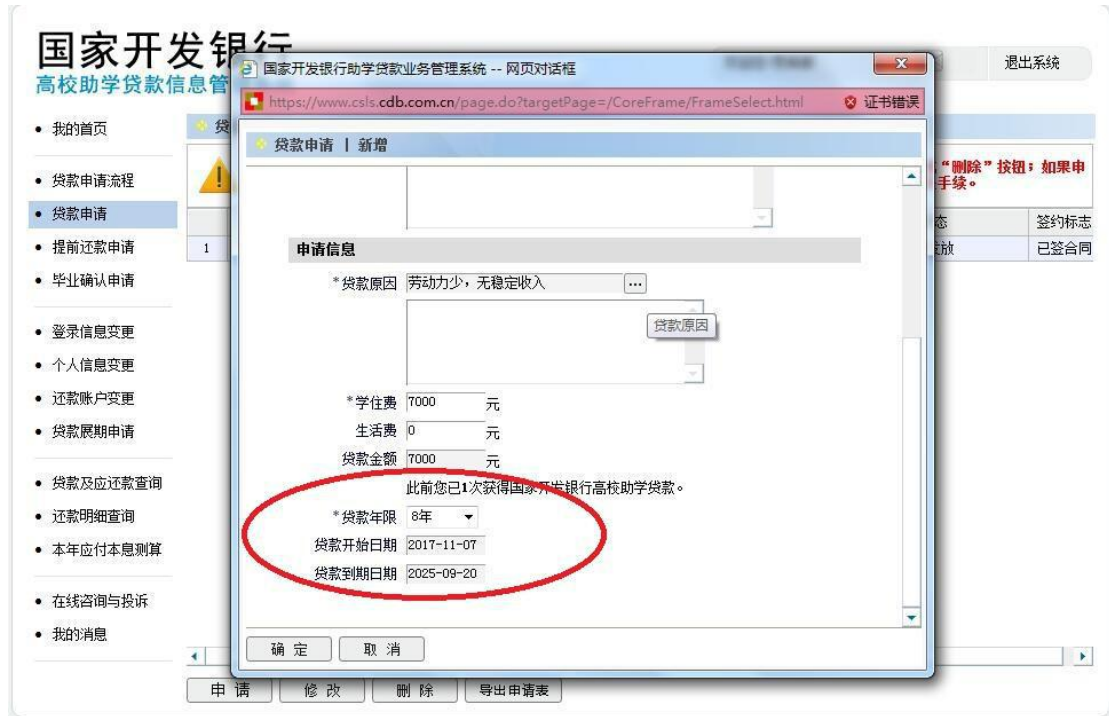 国家开发银行
高校助学贷款信息管
退出系统
我的首页
贷款申请流程
贷款申请
提前还款申请
毕业确认申请
登录信息变更
个人信息变更
还款账户变更
贷款展期申请
贷款及应还款查询
还款明细查询
本年应付本息测算
在线咨询与投诉
我的消息
贷
“删除”按钮；如果申
手续。
态 签约标志
1 发放 已签合同
国家开发银行助学贷款业务管理系统 -- 网页对话框
https://www.csls.cdb.com.cn/page.do?targetPage=/CoreFrame/FrameSelect.html 证书错误
贷款申请 | 新增
申请信息
*贷款原因 劳动力少，无稳定收入 ...
贷款原因
*学住费 7000 元
生活费 0 元
贷款金额 7000 元
此前您已1次获得国家开发银行高校助学贷款。
*贷款年限 8年
贷款开始日期 2017-11-07
贷款到期日期 2025-09-20
确 定 取 消
申 请 修 改 删 除 导出申请表